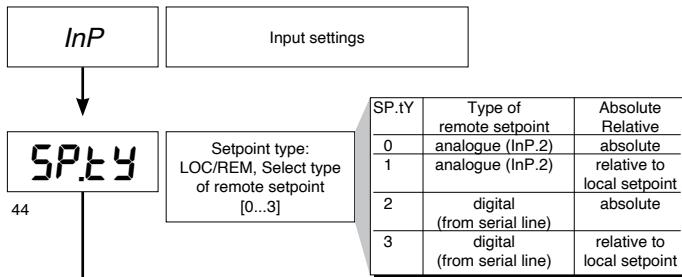 InP
Input settings
SP.tY
Setpoint type:
LOC/REM, Select type
of remote setpoint
[0...3]
44
SP.tY Type of remote setpoint Absolute Relative
0 analogue (InP.2) absolute
1 analogue (InP.2) relative to local setpoint
2 digital (from serial line) absolute
3 digital (from serial line) relative to local setpoint